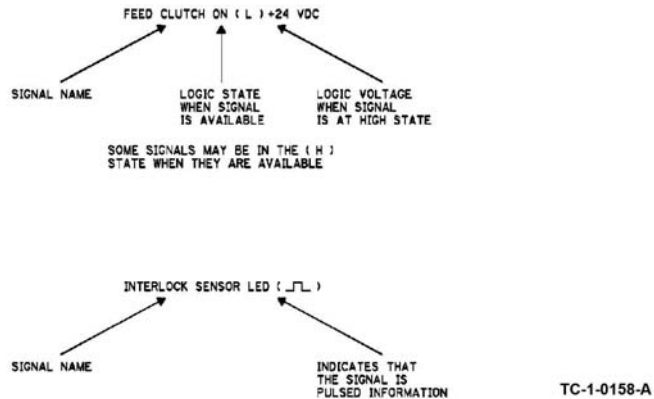 FEED CLUTCH ON ( L ) +24 VDC
SIGNAL NAME
LOGIC STATE
WHEN SIGNAL
IS AVAILABLE
LOGIC VOLTAGE
WHEN SIGNAL
IS AT HIGH STATE
SOME SIGNALS MAY BE IN THE ( H )
STATE WHEN THEY ARE AVAILABLE
INTERLOCK SENSOR LED ( )
SIGNAL NAME
INDICATES THAT
THE SIGNAL IS
PULSED INFORMATION
TC-1-0158-A